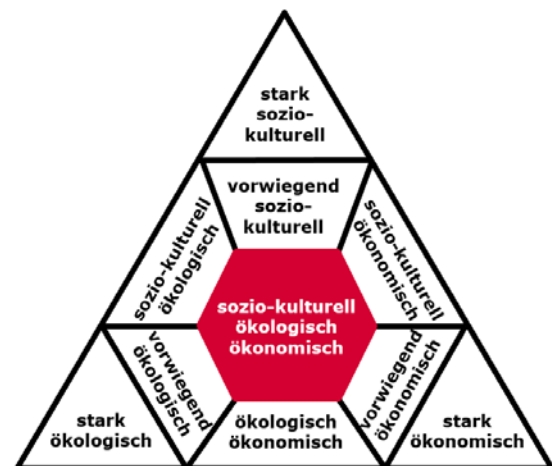 stark
sozio-
kulturell
vorwiegend
sozio-
kulturell
sozio-kulturell
ökologisch
sozio-kulturell
ökonomisch
sozio-kulturell
ökologisch
ökonomisch
stark
ökologisch
vorwiegend
ökologisch
ökologisch
ökonomisch
vorwiegend
ökonomisch
stark
ökonomisch